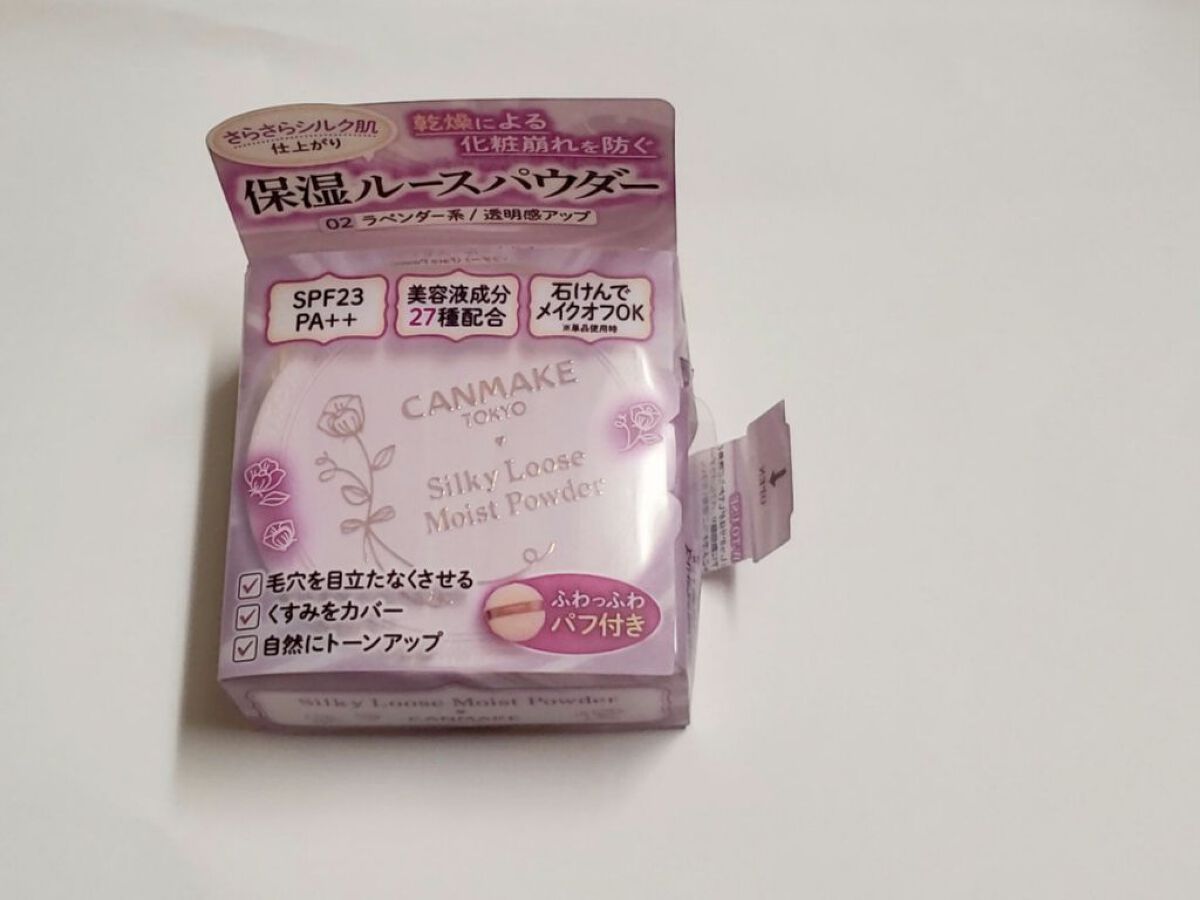 さらさらシルク肌
仕上がり
乾燥による
化粧崩れを防ぐ
保湿ルースパウダー
02 ラベンダー系 / 透明感アップ
SPF23
PA++
美容液成分
27種配合
石けんで
メイクオフOK
※単品使用時
CANMAKE
TOKYO
Silky Loose
Moist Powder
毛穴を目立たなくさせる
くすみをカバー
自然にトーンアップ
ふわっふわ
パフ付き
Silky Loose Moist Powder
CANMAKE